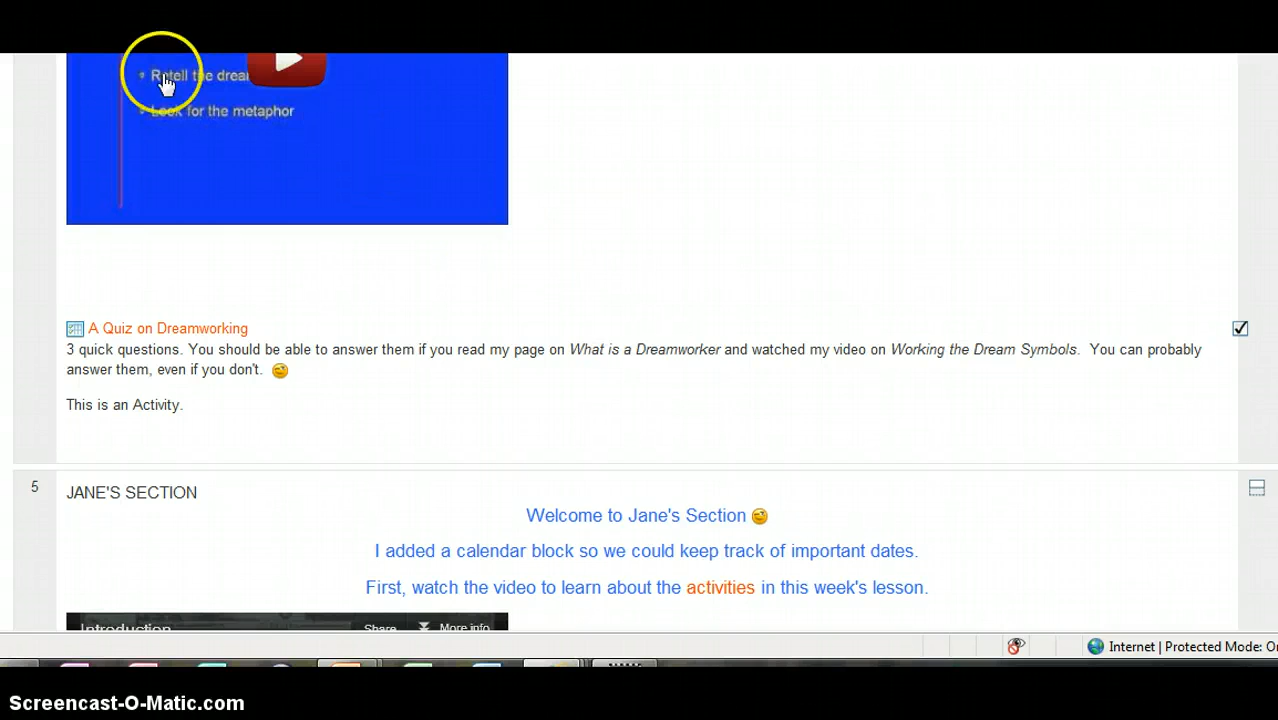 Retell the drea
Look for the metaphor
A Quiz on Dreamworking
3 quick questions. You should be able to answer them if you read my page on What is a Dreamworker and watched my video on Working the Dream Symbols. You can probably
answer them, even if you don't.
This is an Activity.
5
JANE'S SECTION
Welcome to Jane's Section
I added a calendar block so we could keep track of important dates.
First, watch the video to learn about the activities in this week's lesson.
Introduction Share More info
Internet | Protected Mode: O
Screencast-O-Matic.com